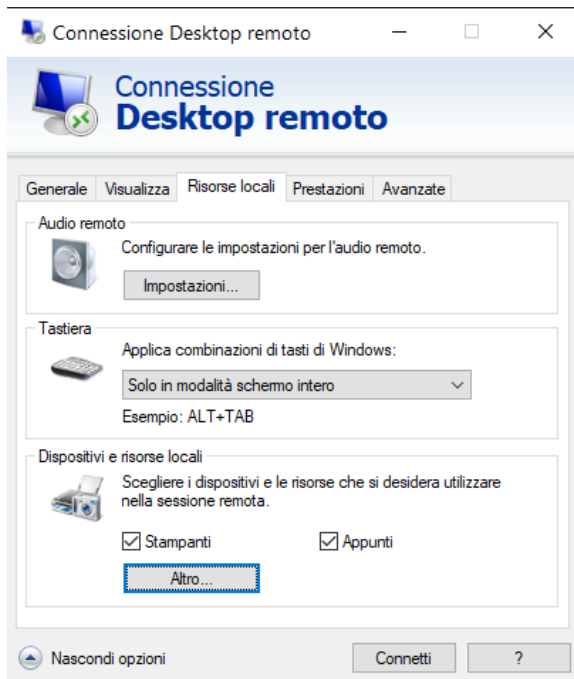 Connessione Desktop remoto
Connessione
Desktop remoto
Generale Visualizza Risorse locali Prestazioni Avanzate
Audio remoto
Configurare le impostazioni per l'audio remoto.
Impostazioni...
Tastiera
Applica combinazioni di tasti di Windows:
Solo in modalità schermo intero
Esempio: ALT+TAB
Dispositivi e risorse locali
Scegliere i dispositivi e le risorse che si desidera utilizzare
nella sessione remota.
Stampanti Appunti
Altro...
Nascondi opzioni Connetti ?